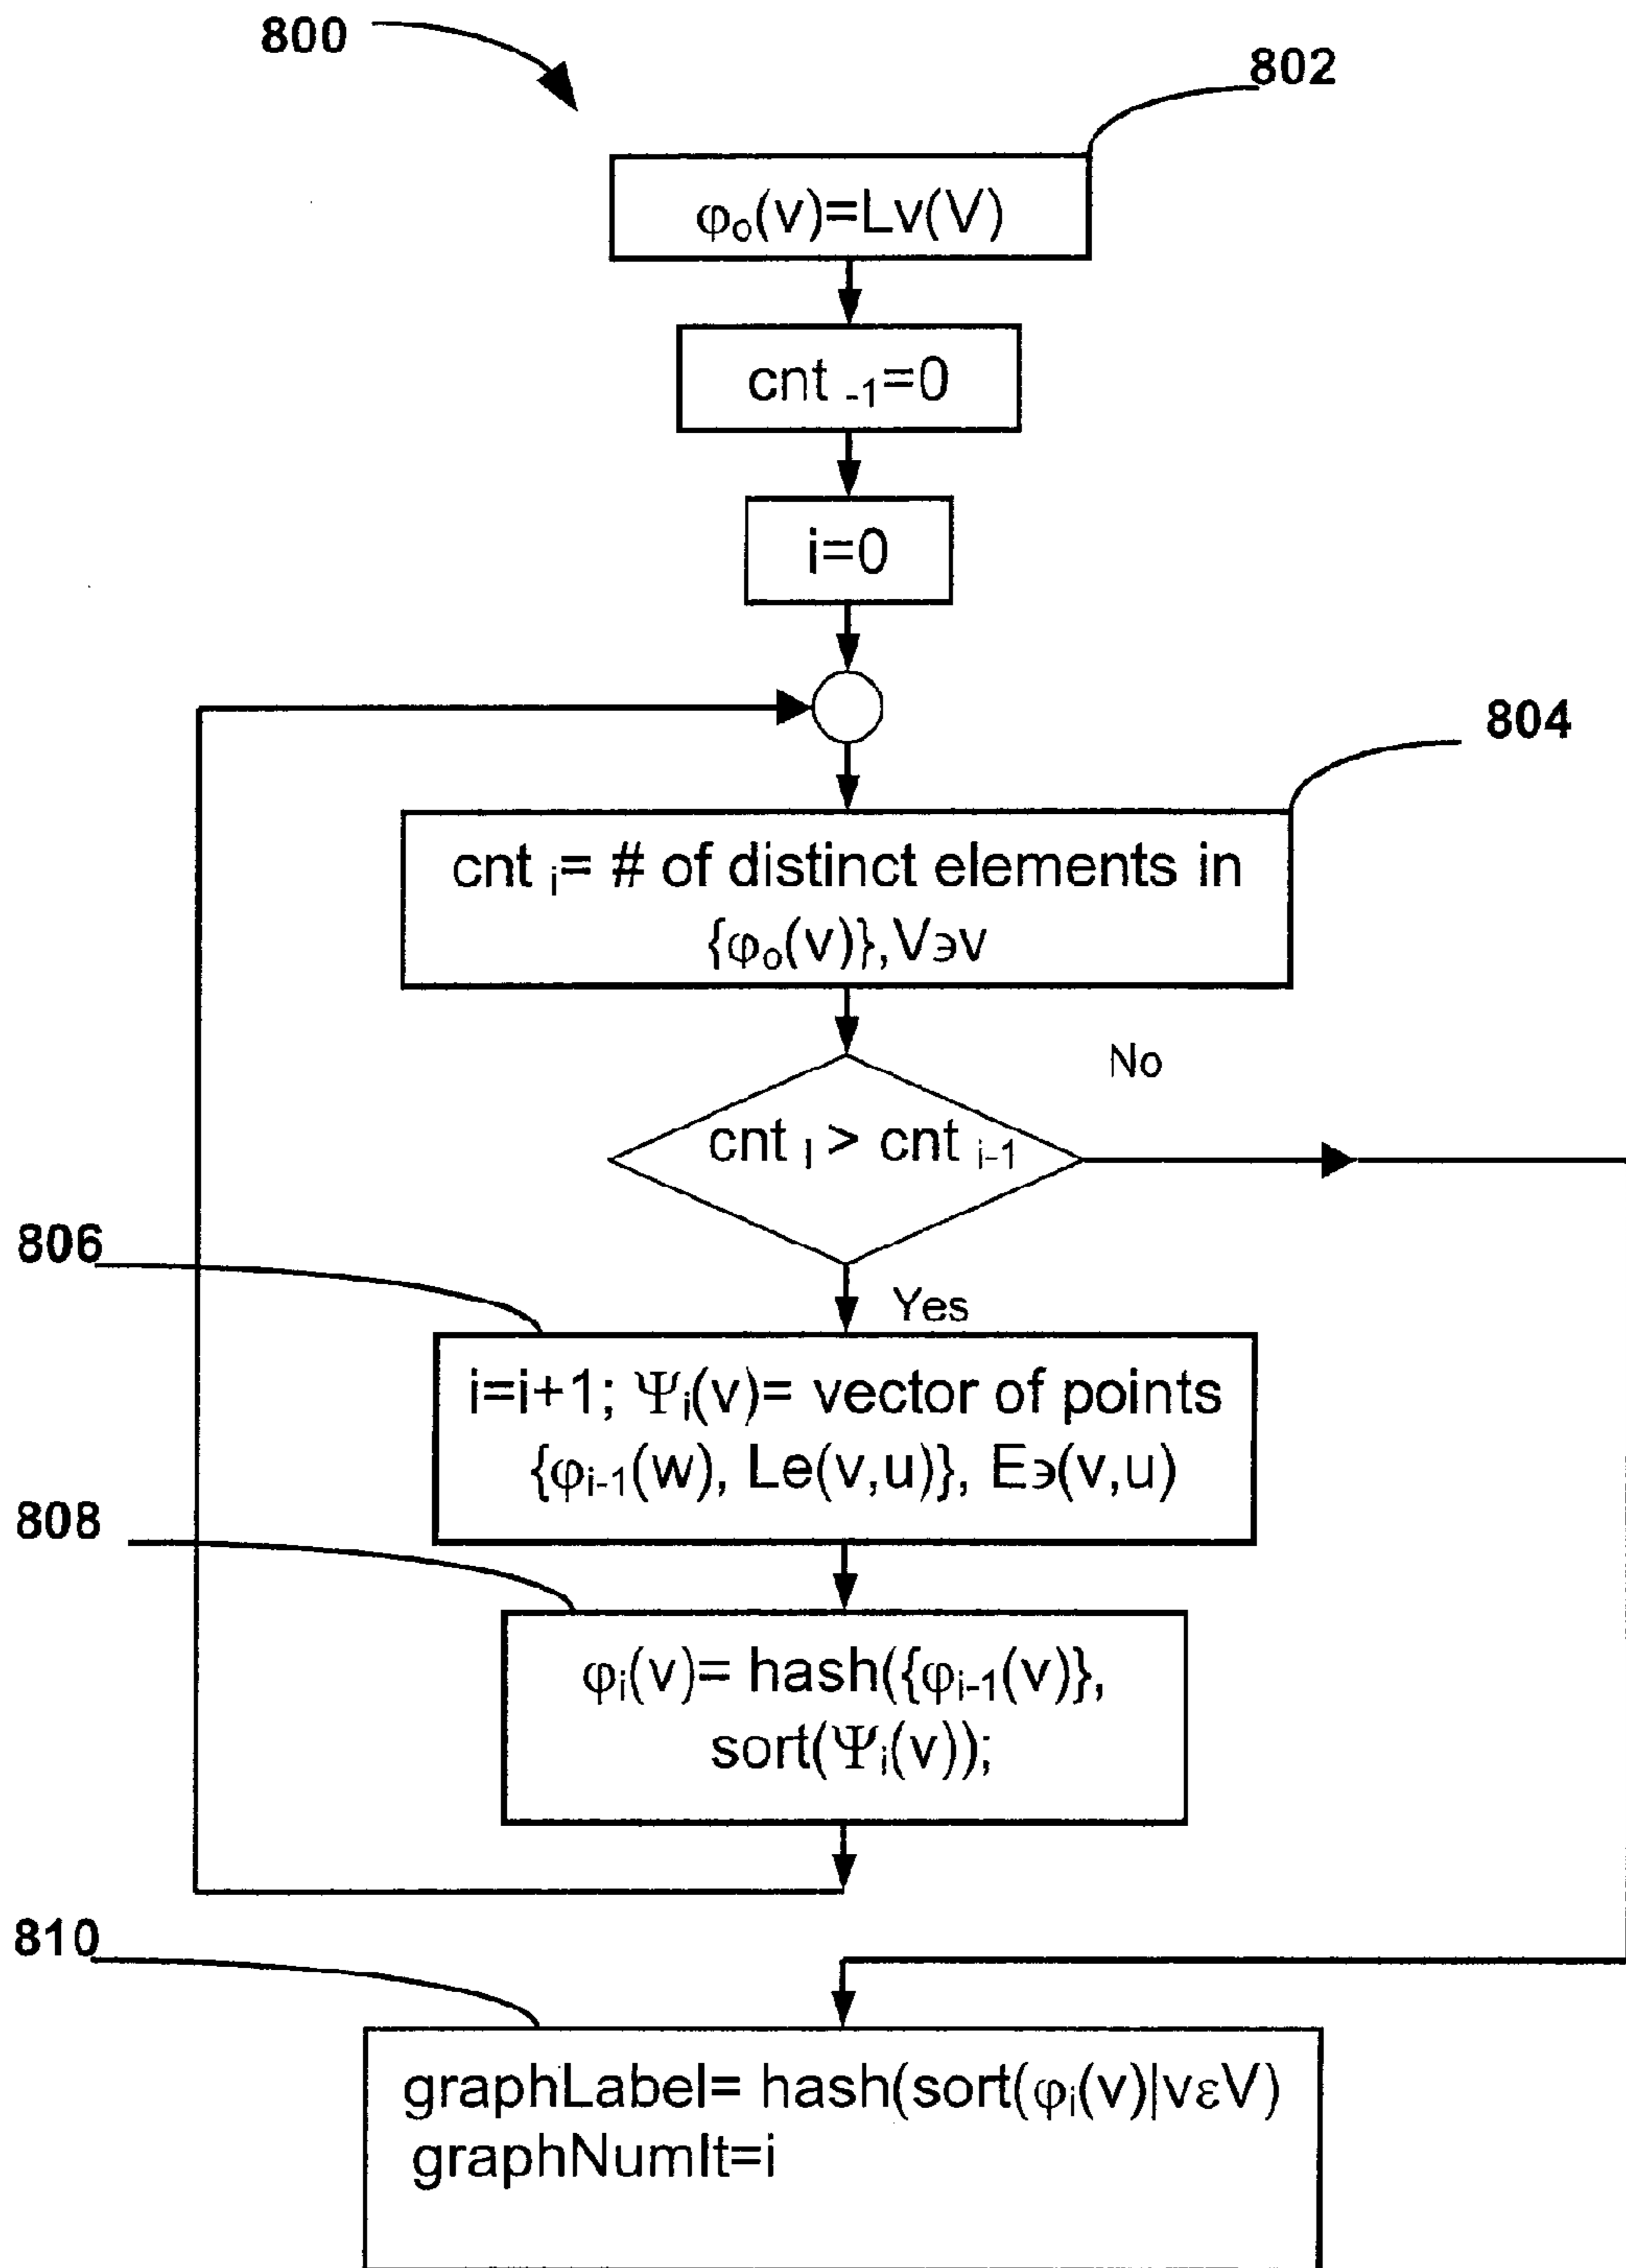 800
802
φ₀(v)=Lv(V)
cnt ₋₁=0
i=0
804
cnt ᵢ= # of distinct elements in
{φ₀(v)},V∍v
No
cnt ₗ > cnt ᵢ₋₁
806
Yes
i=i+1; Ψᵢ(v)= vector of points
{φᵢ₋₁(w), Le(v,u)}, E∍(v,u)
808
φᵢ(v)= hash({φᵢ₋₁(v)},
sort(Ψᵢ(v));
810
graphLabel= hash(sort(φᵢ(v)|vεV)
graphNumIt=i